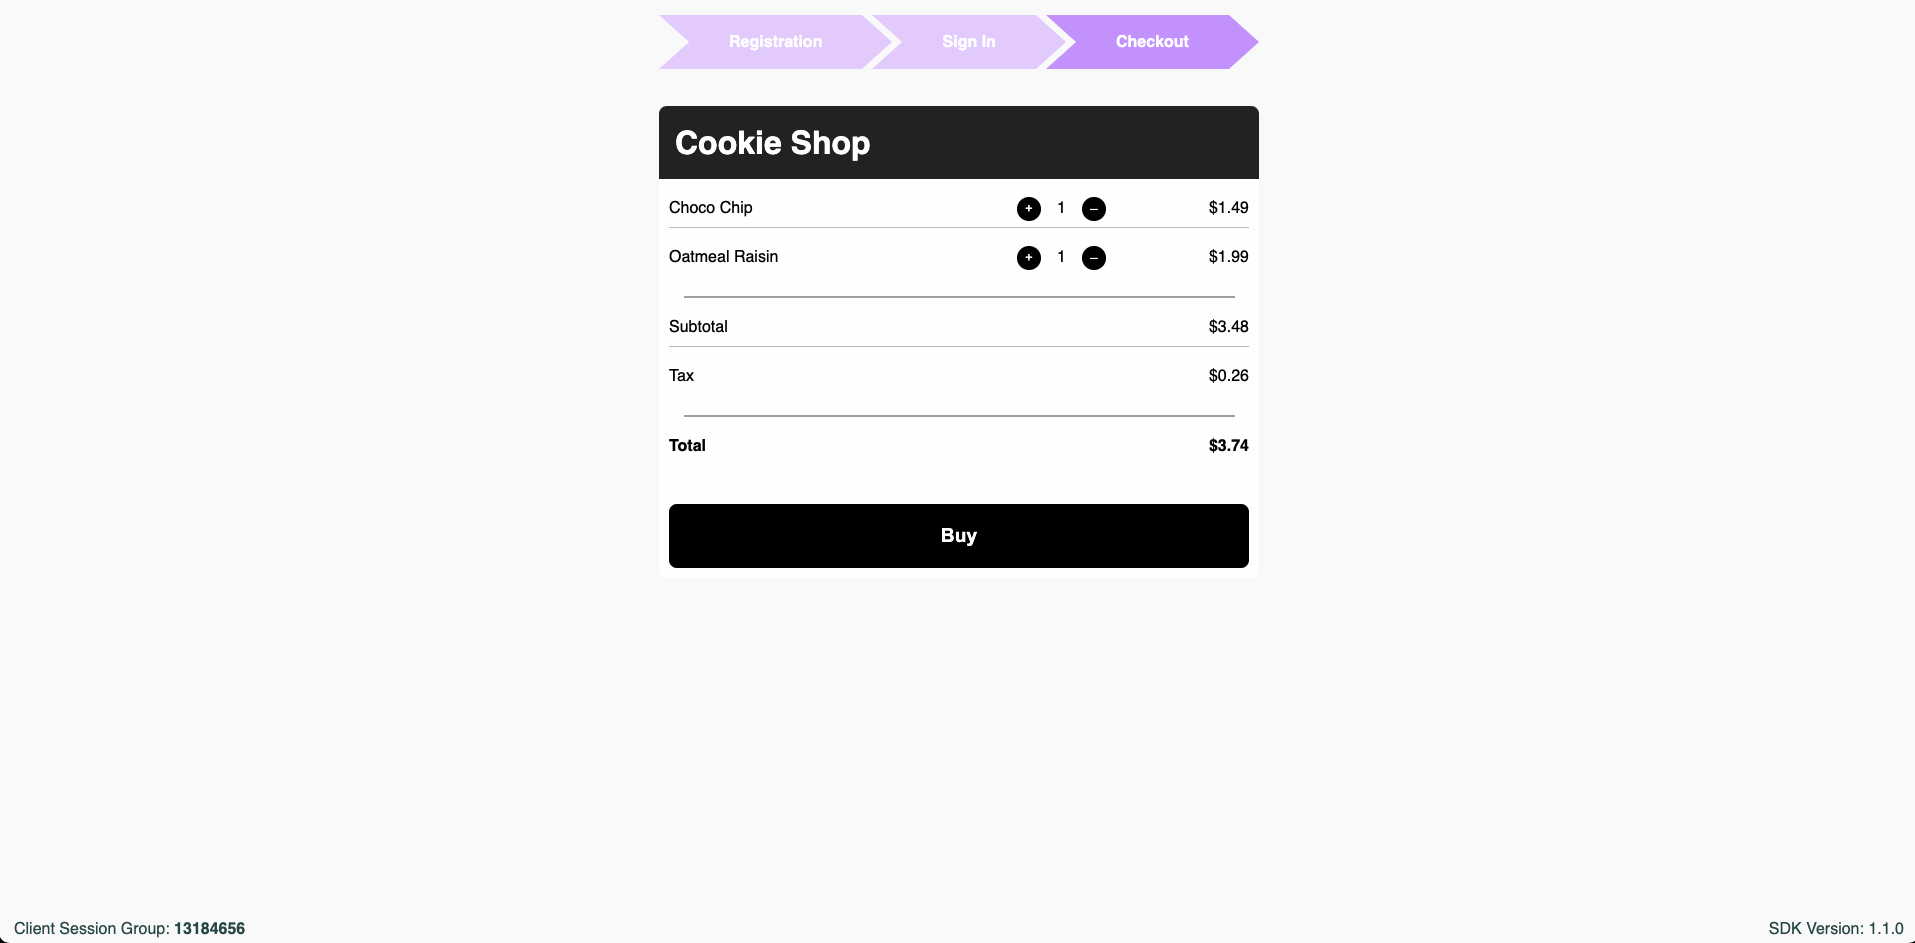 Registration Sign In Checkout
Cookie Shop
Choco Chip + 1 – $1.49
Oatmeal Raisin + 1 – $1.99
Subtotal $3.48
Tax $0.26
Total $3.74
Buy
Client Session Group: 13184656 SDK Version: 1.1.0